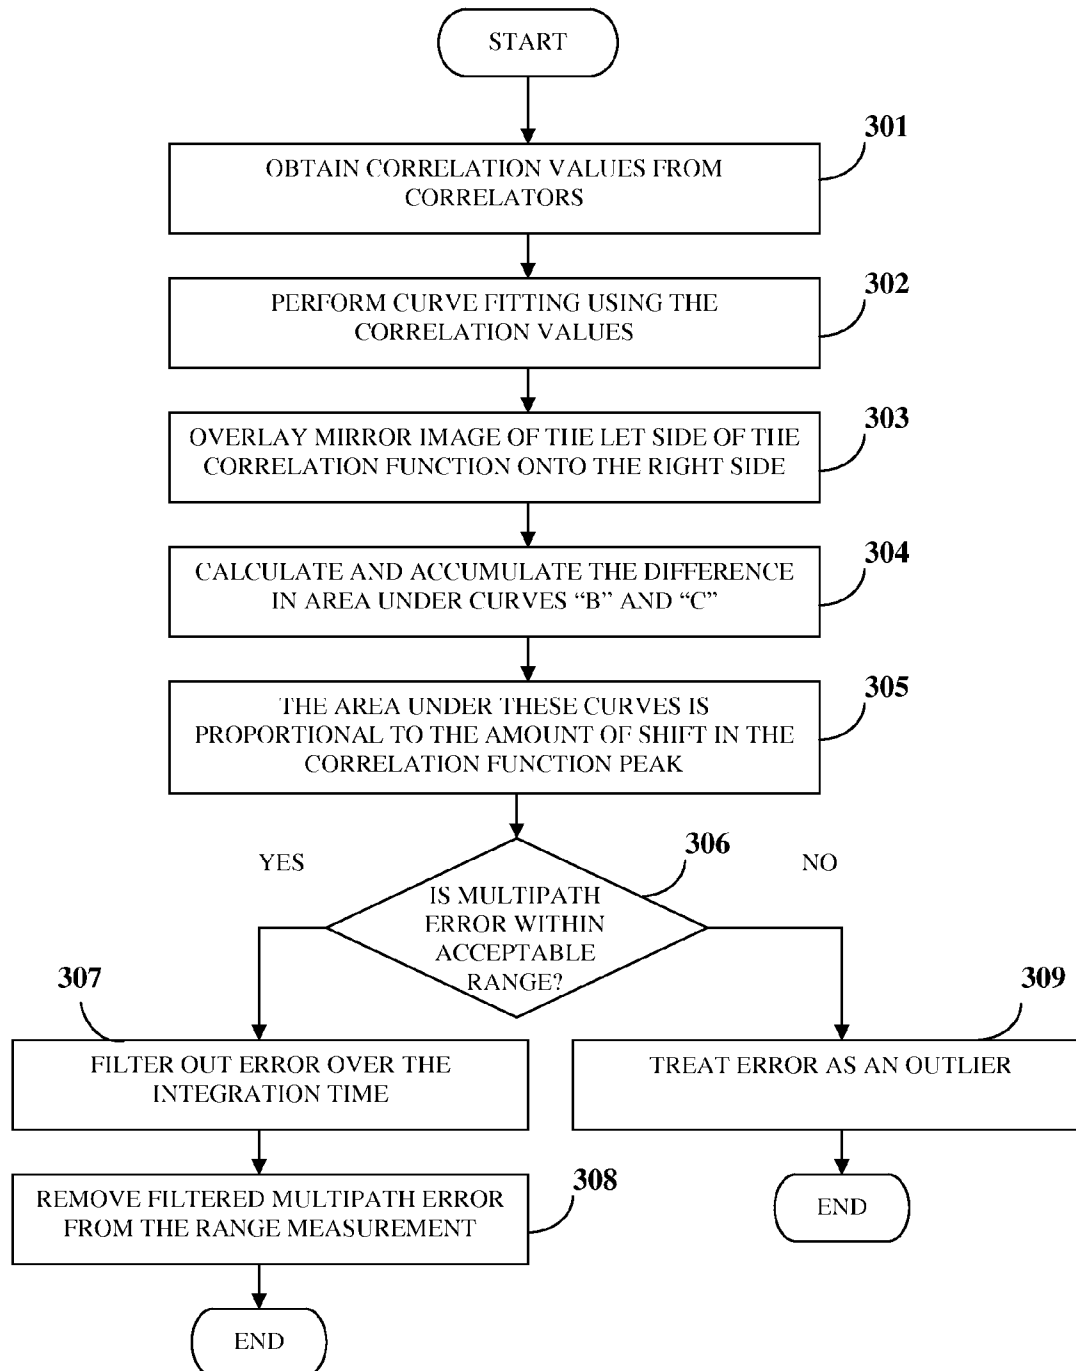 START
301
OBTAIN CORRELATION VALUES FROM
CORRELATORS
302
PERFORM CURVE FITTING USING THE
CORRELATION VALUES
303
OVERLAY MIRROR IMAGE OF THE LET SIDE OF THE
CORRELATION FUNCTION ONTO THE RIGHT SIDE
304
CALCULATE AND ACCUMULATE THE DIFFERENCE
IN AREA UNDER CURVES “B” AND “C”
305
THE AREA UNDER THESE CURVES IS
PROPORTIONAL TO THE AMOUNT OF SHIFT IN THE
CORRELATION FUNCTION PEAK
306
YES
NO
IS MULTIPATH
ERROR WITHIN
ACCEPTABLE
RANGE?
307
FILTER OUT ERROR OVER THE
INTEGRATION TIME
309
TREAT ERROR AS AN OUTLIER
308
REMOVE FILTERED MULTIPATH ERROR
FROM THE RANGE MEASUREMENT
END
END